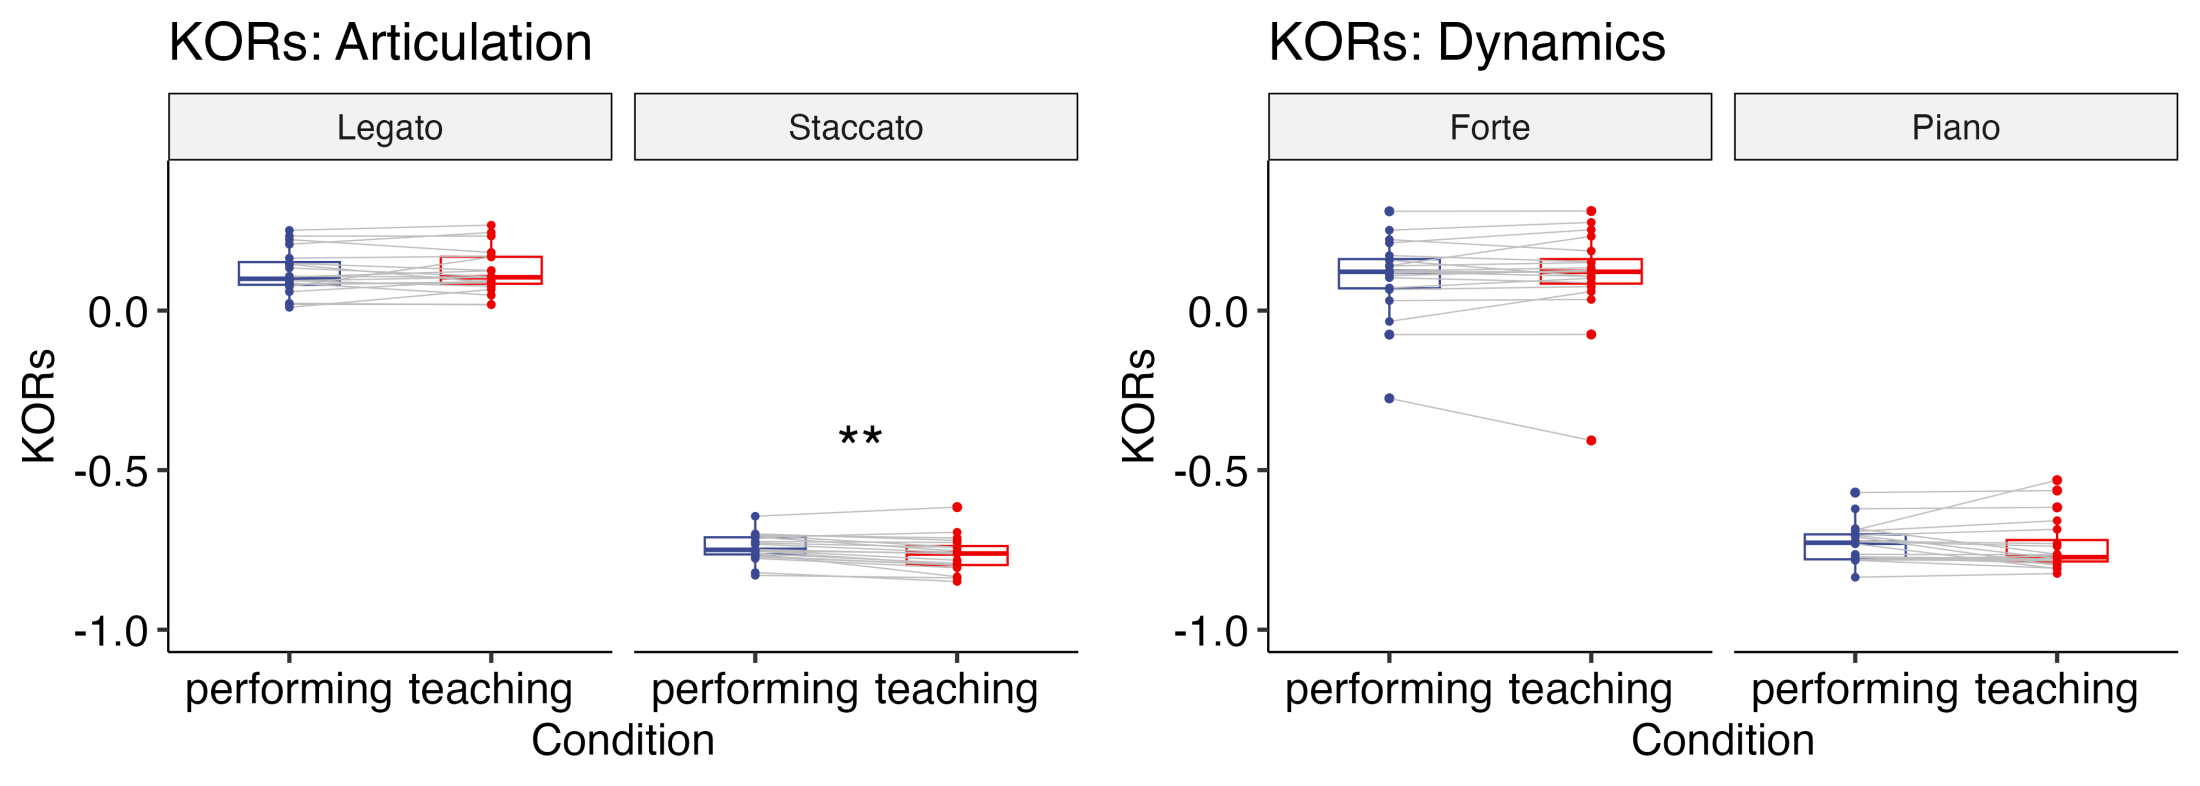 KORs: Articulation
Legato
Staccato
KORs
0.0
-0.5
-1.0
**
performing teaching
performing teaching
Condition
KORs: Dynamics
Forte
Piano
KORs
0.0
-0.5
-1.0
performing teaching
performing teaching
Condition